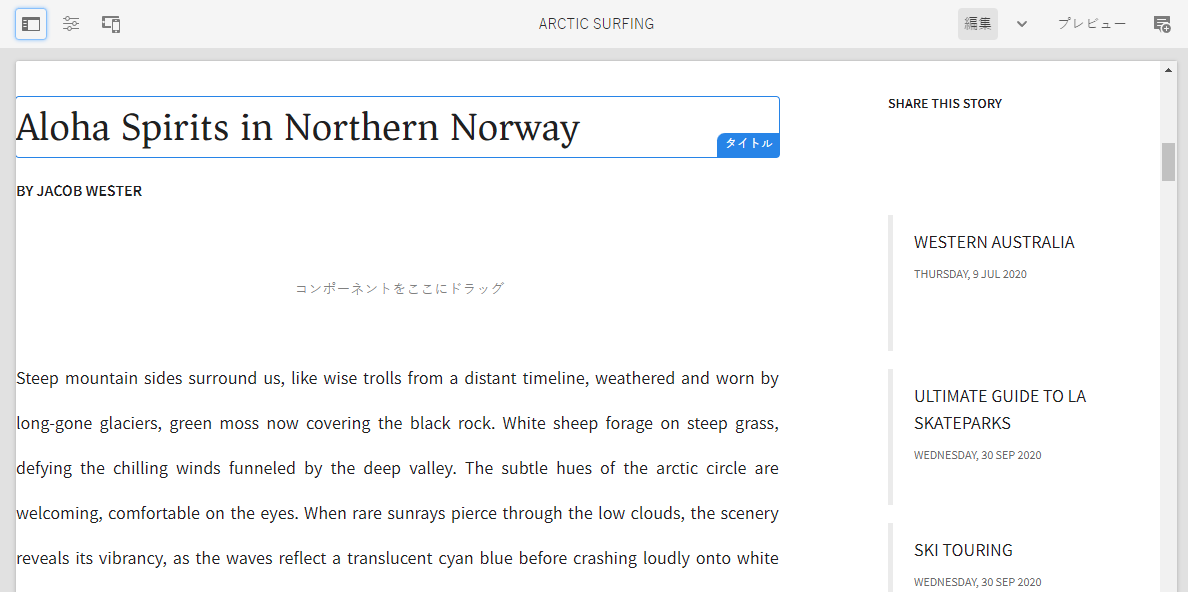 ARCTIC SURFING
編集
プレビュー
Aloha Spirits in Northern Norway
タイトル
BY JACOB WESTER
コンポーネントをここにドラッグ
Steep mountain sides surround us, like wise trolls from a distant timeline, weathered and worn by
long-gone glaciers, green moss now covering the black rock. White sheep forage on steep grass,
defying the chilling winds funneled by the deep valley. The subtle hues of the arctic circle are
welcoming, comfortable on the eyes. When rare sunrays pierce through the low clouds, the scenery
reveals its vibrancy, as the waves reflect a translucent cyan blue before crashing loudly onto white
SHARE THIS STORY
WESTERN AUSTRALIA
THURSDAY, 9 JUL 2020
ULTIMATE GUIDE TO LA
SKATEPARKS
WEDNESDAY, 30 SEP 2020
SKI TOURING
WEDNESDAY, 30 SEP 2020